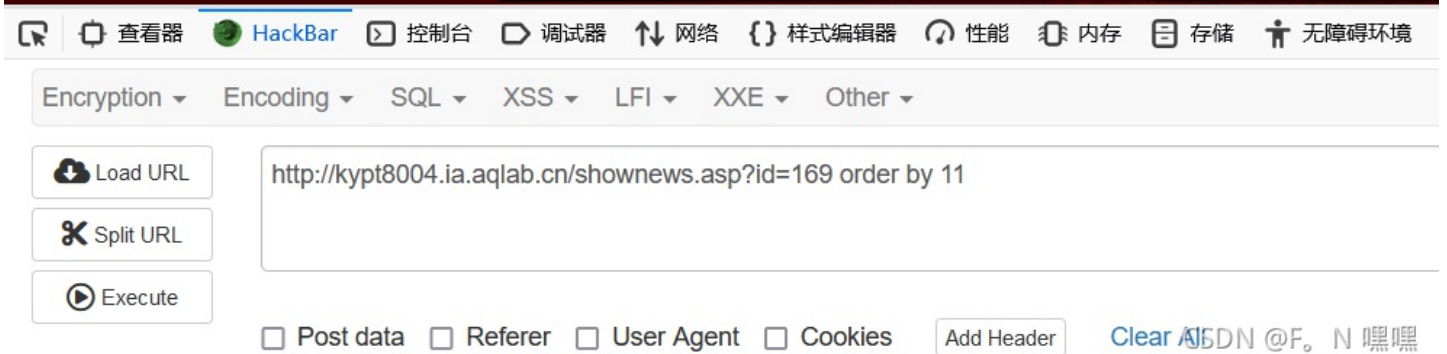 查看器 HackBar 控制台 调试器 网络 {} 样式编辑器 性能 内存 存储 无障碍环境
Encryption Encoding SQL XSS LFI XXE Other
Load URL
http://kypt8004.ia.aqlab.cn/shownews.asp?id=169 order by 11
Split URL
Execute
Post data Referer User Agent Cookies Add Header Clear All
CSDN @F。N 嘿嘿